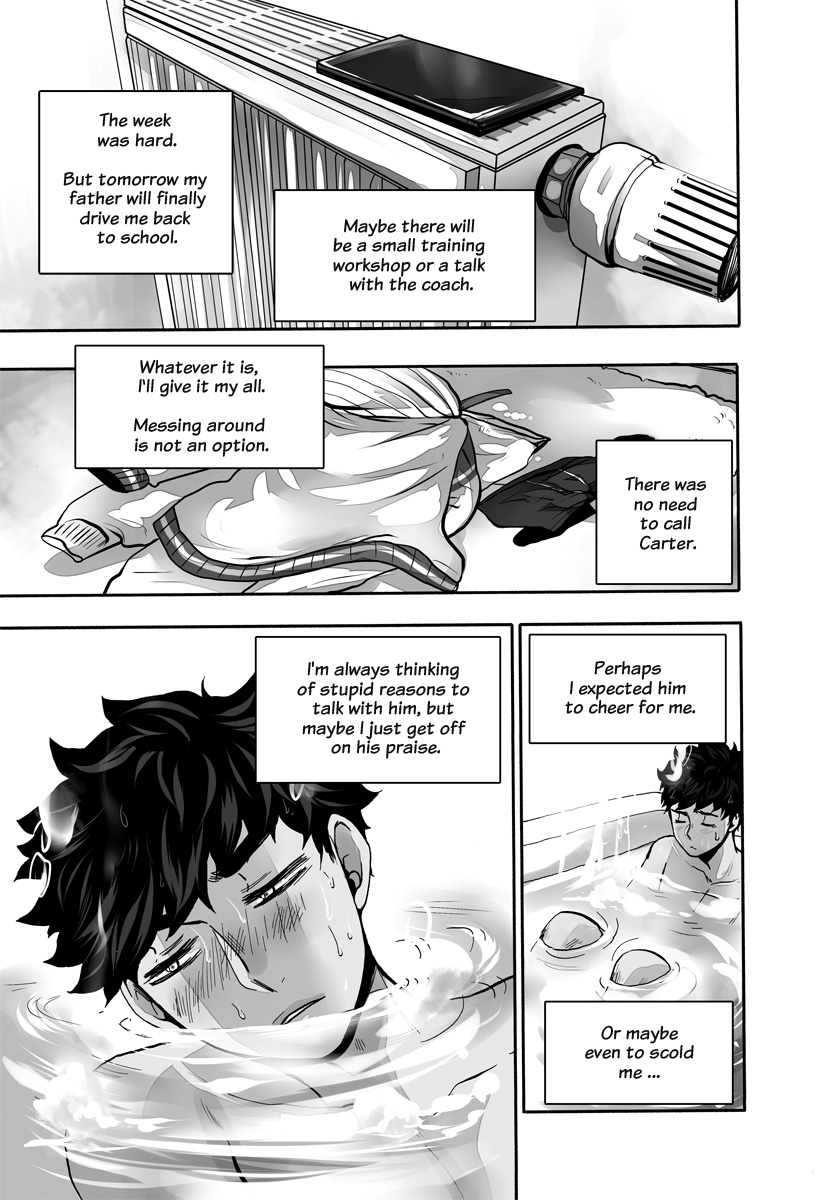 The week
was hard.
But tomorrow my
father will finally
drive me back
to school.
Maybe there will
be a small training
workshop or a talk
with the coach.
Whatever it is,
I'll give it my all.
Messing around
is not an option.
There was
no need
to call
Carter.
I'm always thinking
of stupid reasons to
talk with him, but
maybe I just get off
on his praise.
Perhaps
I expected him
to cheer for me.
Or maybe
even to scold
me ...